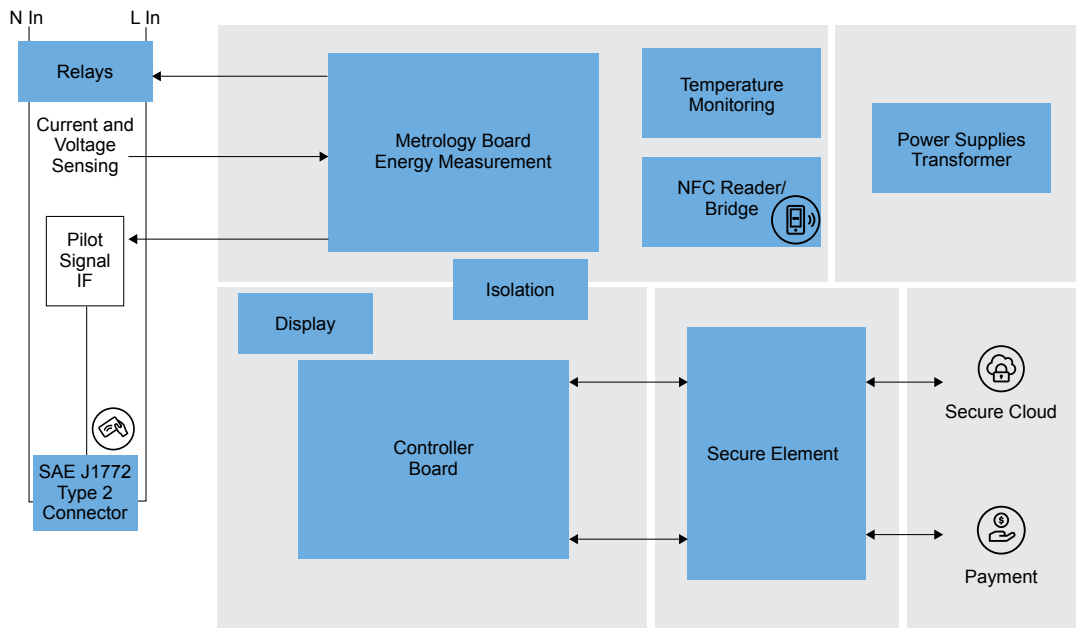 N In
L In
Relays
Current and
Voltage
Sensing
Pilot
Signal
IF
SAE J1772
Type 2
Connector
Metrology Board
Energy Measurement
Temperature
Monitoring
NFC Reader/
Bridge
Power Supplies
Transformer
Isolation
Display
Controller
Board
Secure Element
Secure Cloud
$
Payment